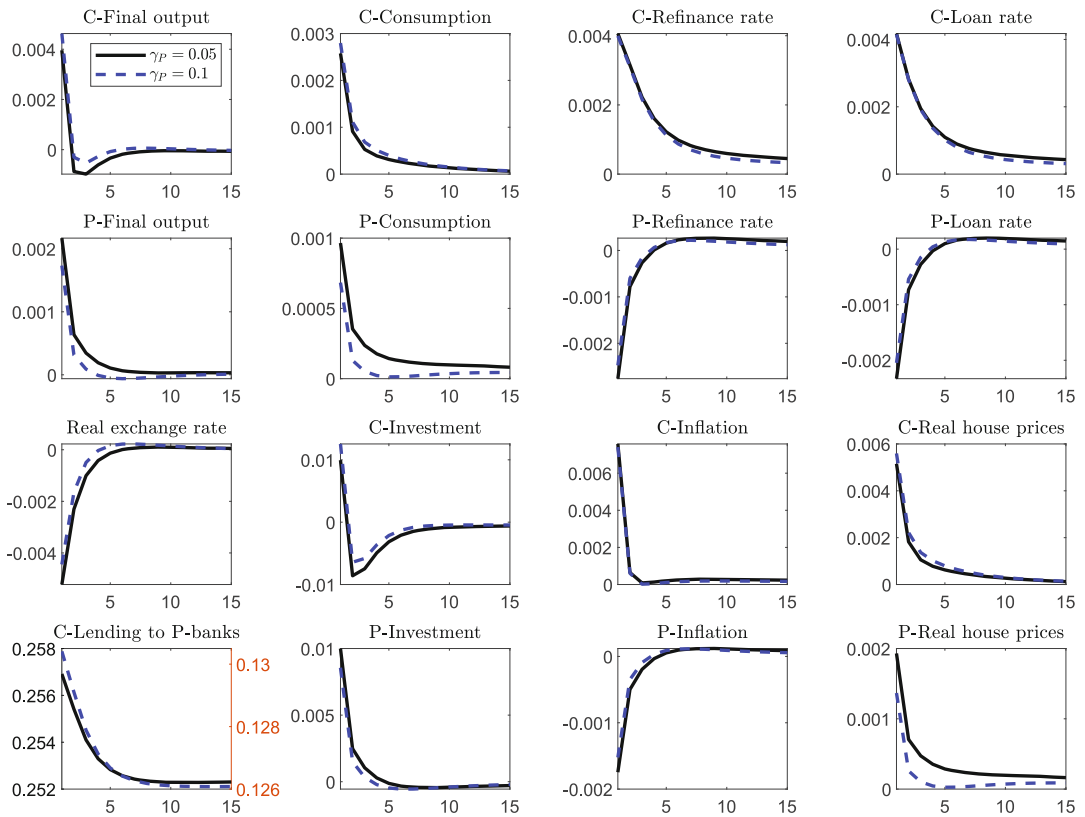 C-Final output
0.004
0.002
0
5 10 15
γP = 0.05
γP = 0.1
C-Consumption
0.003
0.002
0.001
0
5 10 15
C-Refinance rate
0.004
0.002
0
5 10 15
C-Loan rate
0.004
0.002
0
5 10 15
P-Final output
0.002
0.001
0
5 10 15
P-Consumption
0.001
0.0005
0
5 10 15
P-Refinance rate
0
-0.001
-0.002
5 10 15
P-Loan rate
0
-0.001
-0.002
5 10 15
Real exchange rate
0
-0.002
-0.004
5 10 15
C-Investment
0.01
0
-0.01
5 10 15
C-Inflation
0.006
0.004
0.002
0
5 10 15
C-Real house prices
0.006
0.004
0.002
0
5 10 15
C-Lending to P-banks
0.258
0.256
0.254
0.252
0.13
0.128
0.126
5 10 15
P-Investment
0.01
0.005
0
5 10 15
P-Inflation
0
-0.001
-0.002
5 10 15
P-Real house prices
0.002
0.001
0
5 10 15